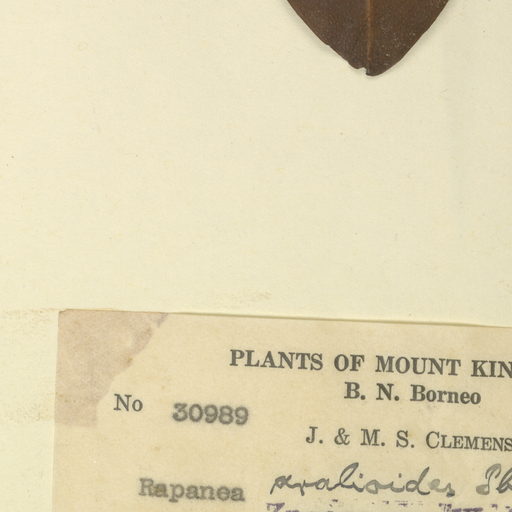 PLANTS OF MOUNT KIN
B. N. Borneo
No 30989
J. & M. S. CLEMENS
Rapanea aralioides